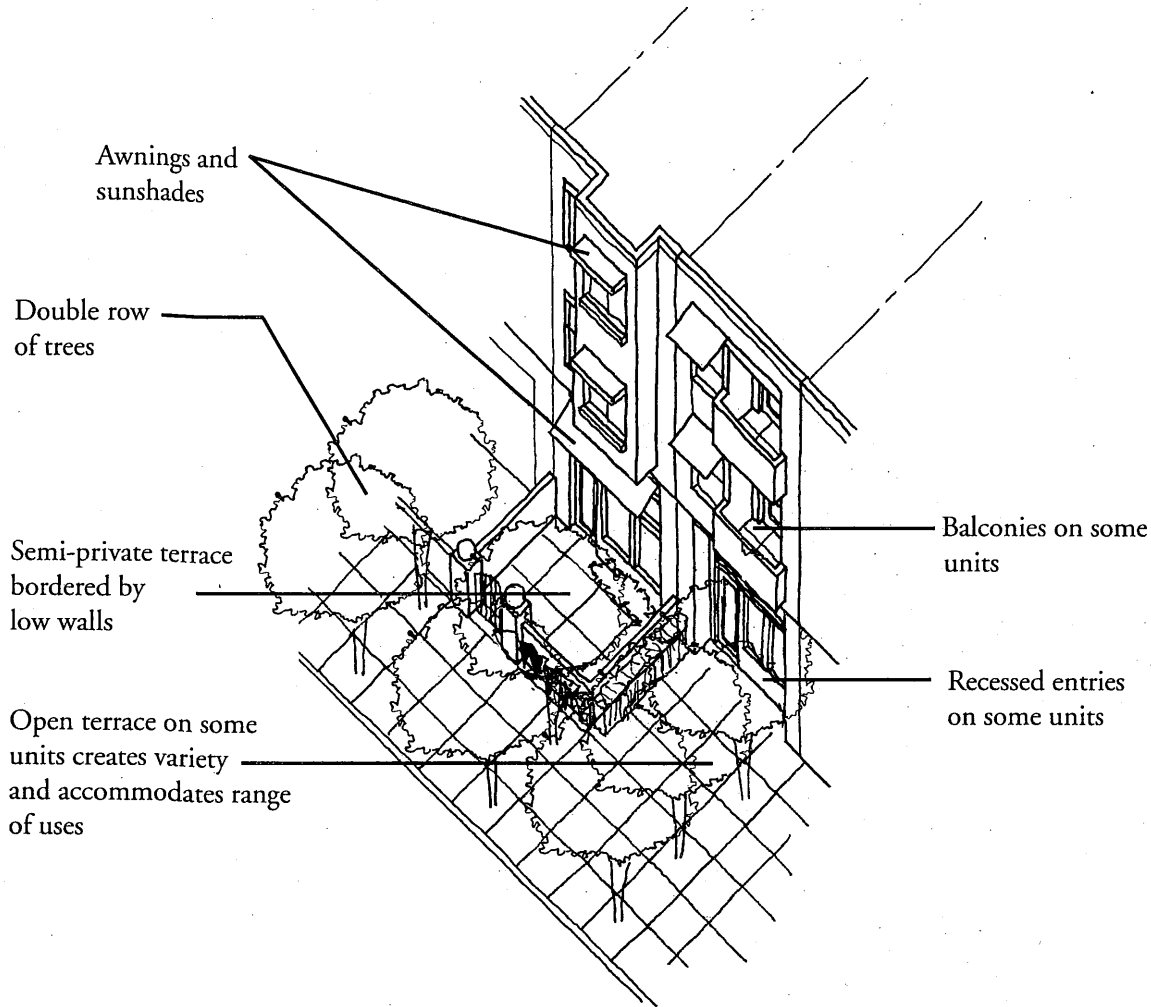 Awnings and
sunshades
Double row
of trees
Semi-private terrace
bordered by
low walls
Open terrace on some
units creates variety
and accommodates range
of uses
Balconies on some
units
Recessed entries
on some units